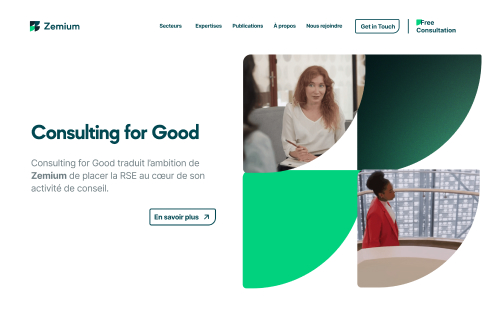 Zemium
Secteurs Expertises Publications À propos Nous rejoindre
Get in Touch
Free
Consultation
Consulting for Good
Consulting for Good traduit l'ambition de
Zemium de placer la RSE au cœur de son
activité de conseil.
En savoir plus